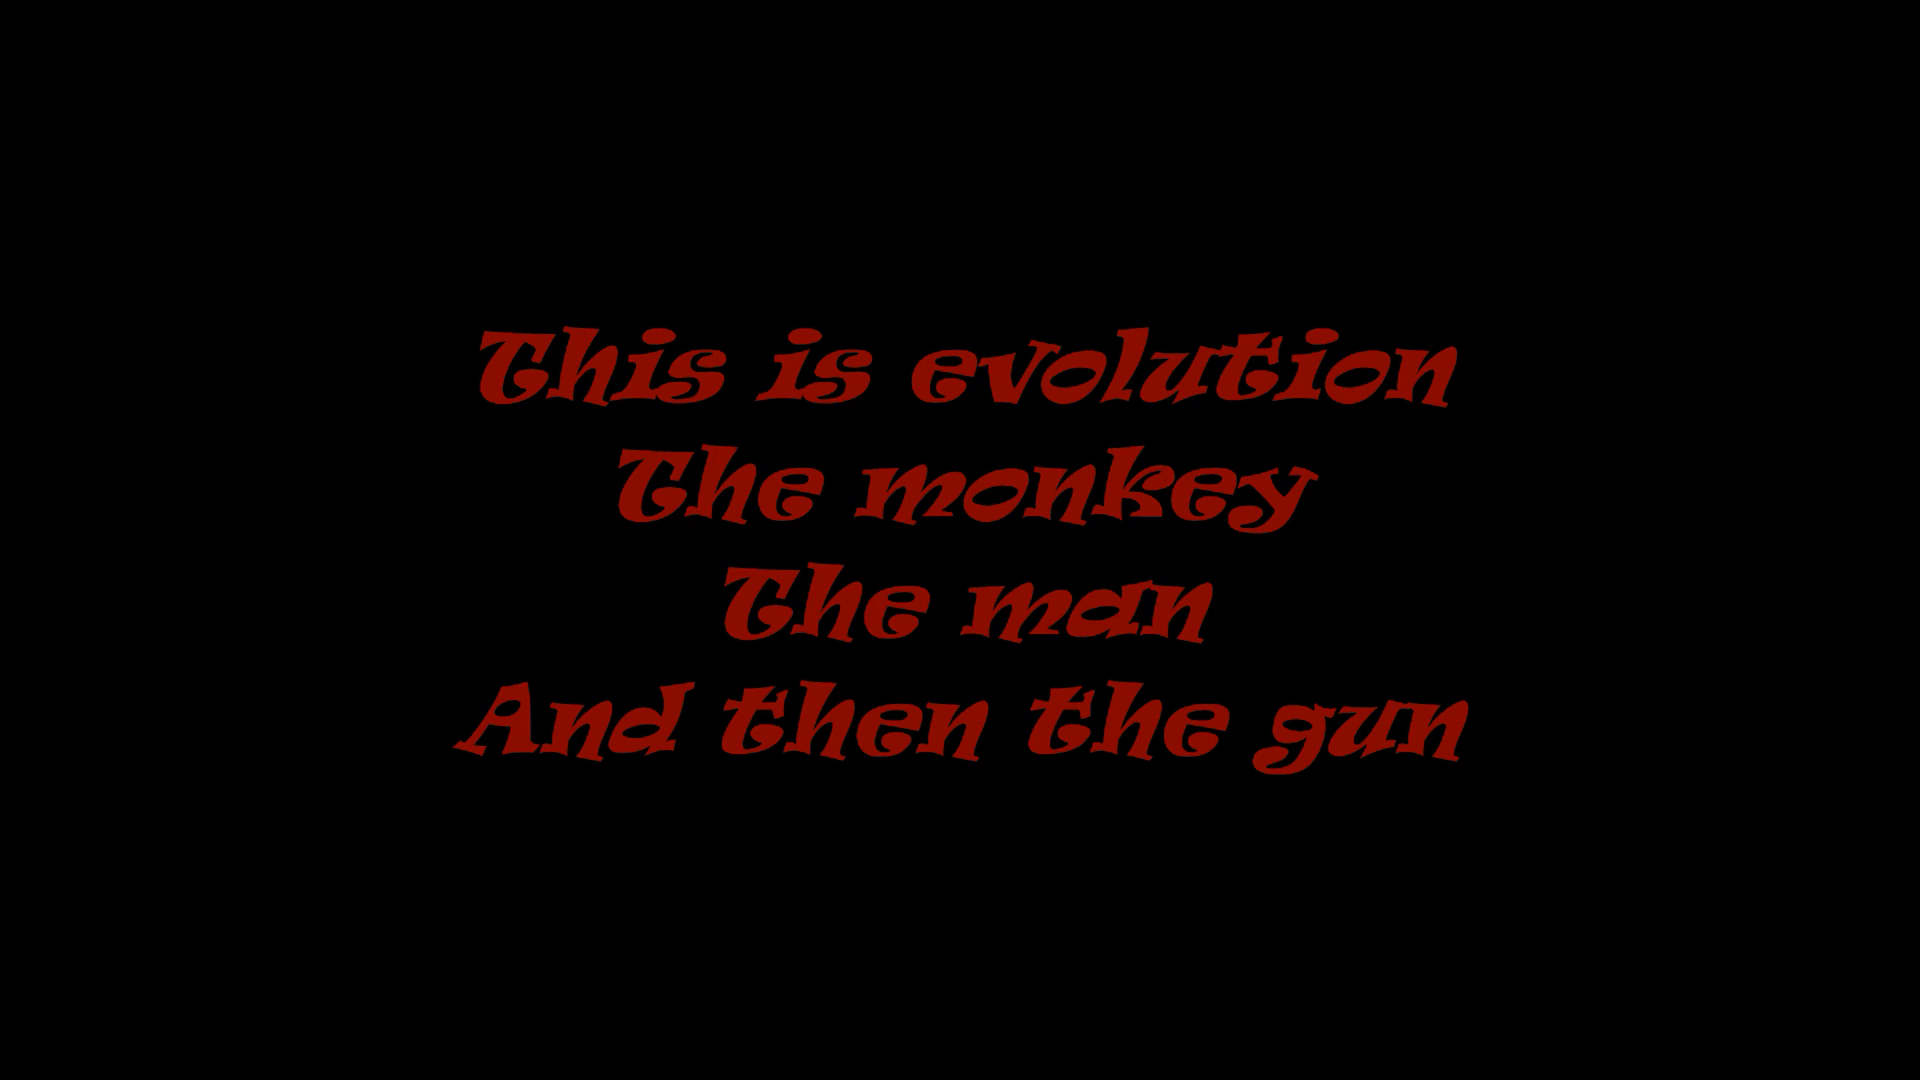 This is evolution
The monkey
The man
And then the gun